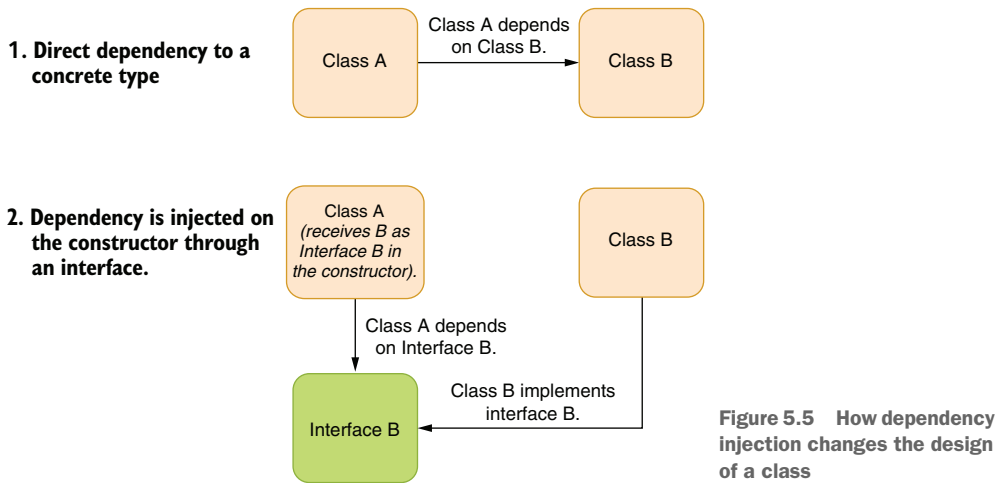 1. Direct dependency to a
concrete type
Class A
Class A depends
on Class B.
Class B
2. Dependency is injected on
the constructor through
an interface.
Class A
(receives B as
Interface B in
the constructor).
Class B
Class A depends
on Interface B.
Class B implements
interface B.
Interface B
Figure 5.5 How dependency
injection changes the design
of a class